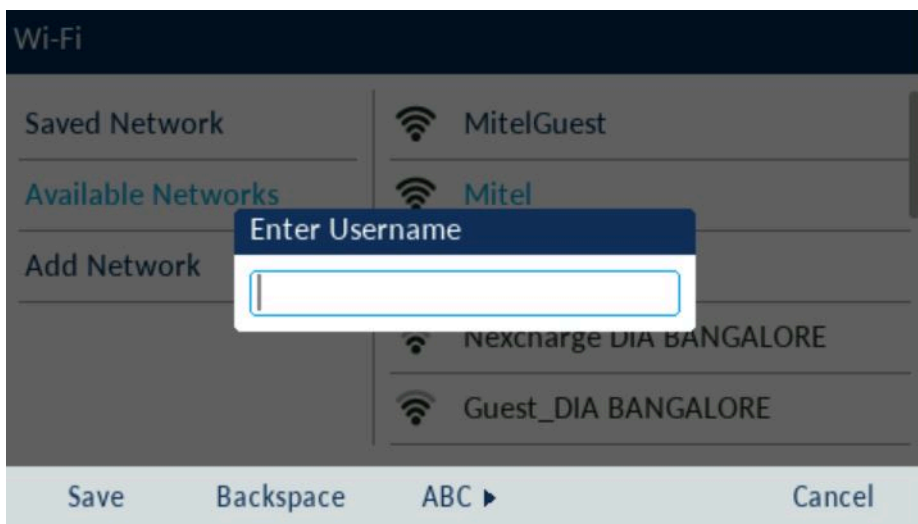 Wi-Fi
Saved Network
Available Networks
Add Network
MitelGuest
Mitel
Nexcharge DIA BANGALORE
Guest_DIA BANGALORE
Enter Username
Save Backspace ABC Cancel